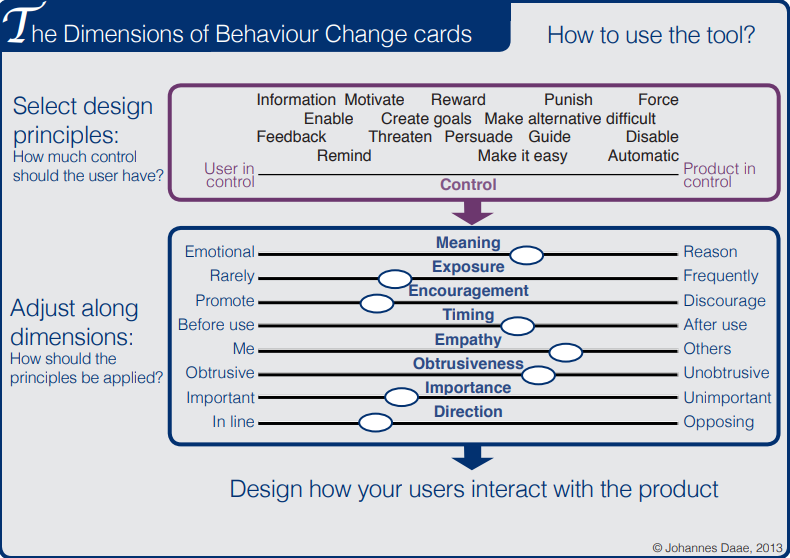 The Dimensions of Behaviour Change cards
How to use the tool?
Select design
principles:
How much control
should the user have?
Information Motivate Reward Punish Force
Enable Create goals Make alternative difficult
Feedback Threaten Persuade Guide Disable
Remind Make it easy Automatic
User in
control
Control
Product in
control
Adjust along
dimensions:
How should the
principles be applied?
Meaning
Emotional Reason
Exposure
Rarely Frequently
Encouragement
Promote Discourage
Timing
Before use After use
Empathy
Me Others
Obtrusiveness
Obtrusive Unobtrusive
Importance
Important Unimportant
Direction
In line Opposing
Design how your users interact with the product
© Johannes Daae, 2013